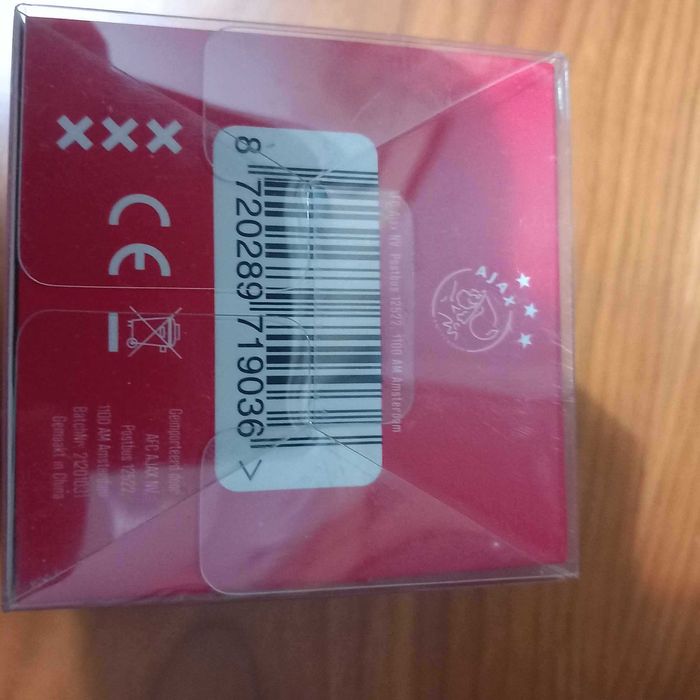 AJAX
AFC AJAX NV Postbus 12522, 1100 AM Amsterdam
8 720289 719036 >
XXX
CE
Geïmporteerd door
AFC AJAX NV
Postbus 12522
1100 AM Amsterdam
Gemaakt in China